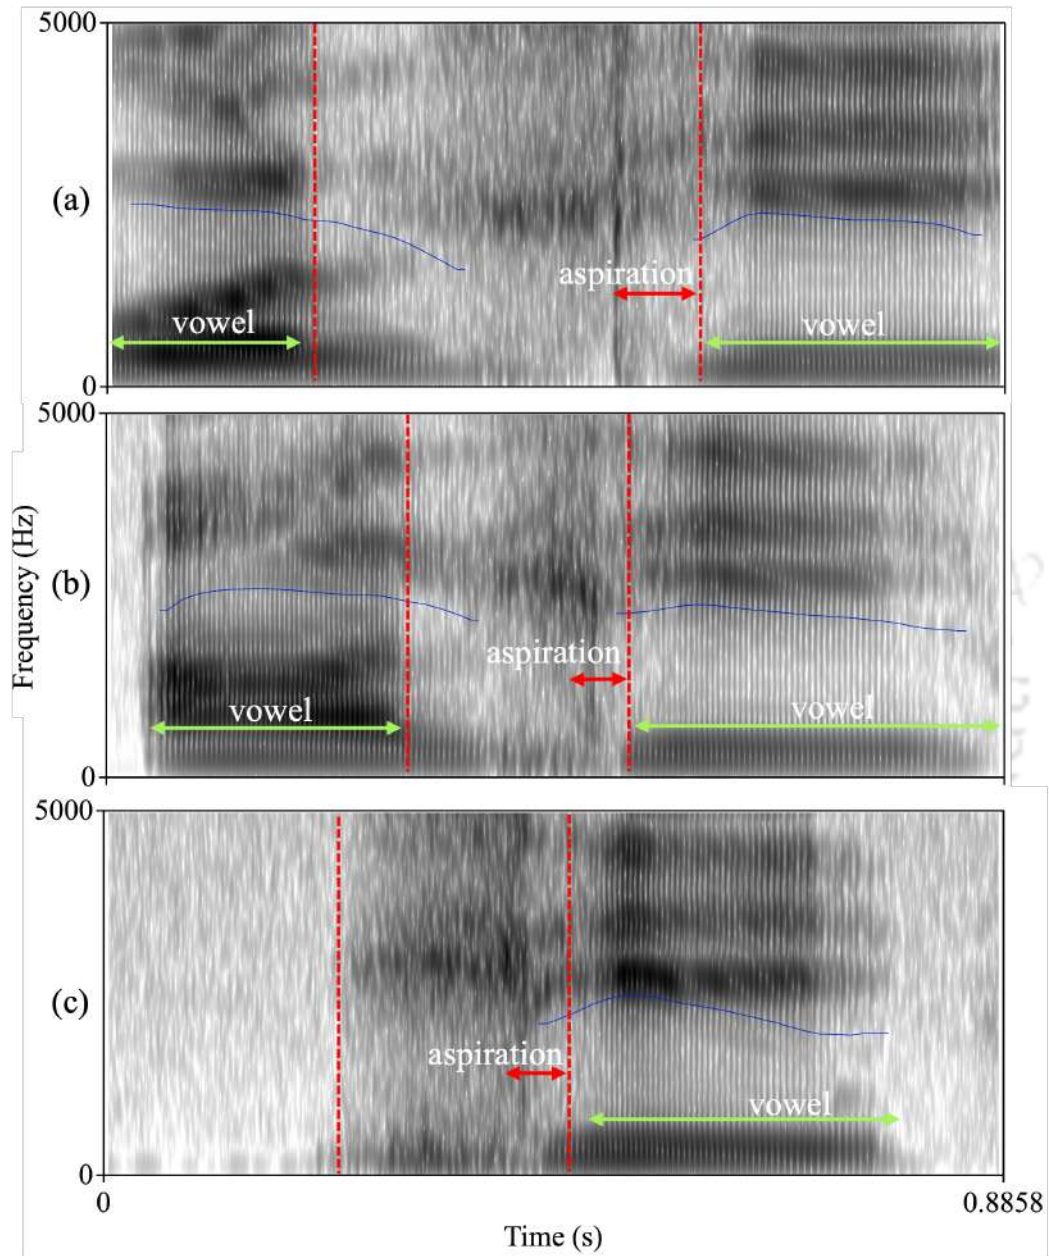 5000
(a)
aspiration
vowel
vowel
0
5000
(b)
aspiration
vowel
vowel
0
Frequency (Hz)
5000
(c)
aspiration
vowel
0
0
0.8858
Time (s)